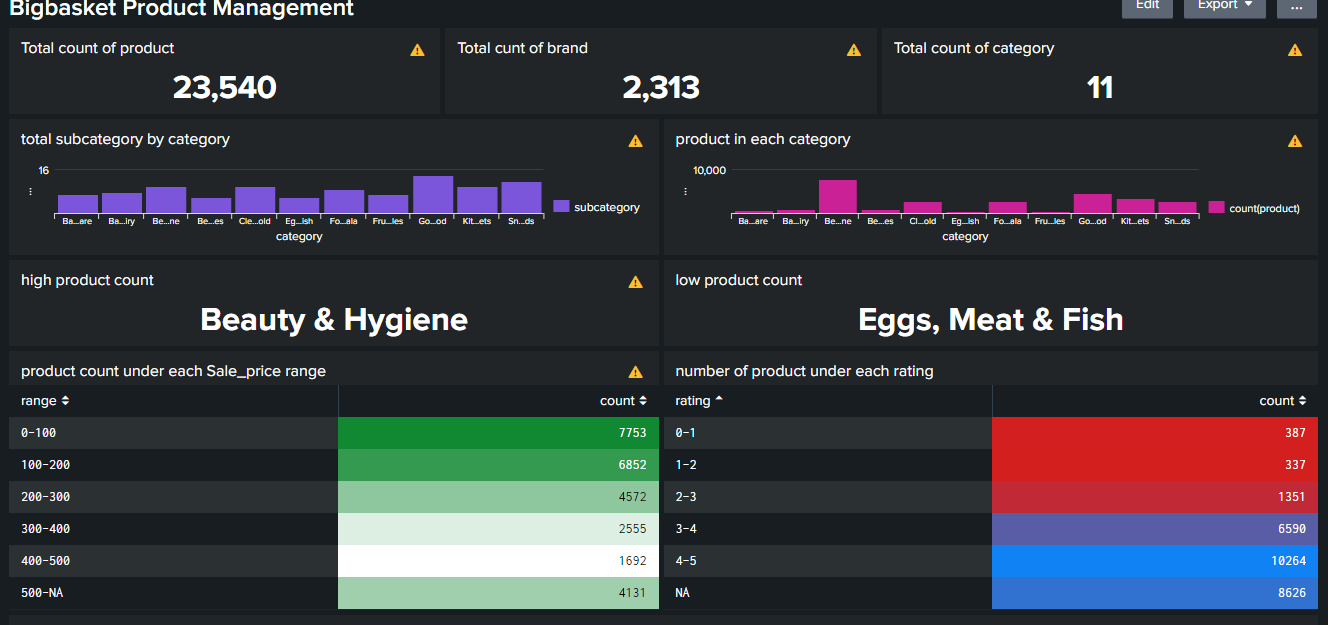 Bigbasket Product Management
Edit
Export
...
Total count of product
23,540
Total cunt of brand
2,313
Total count of category
11
total subcategory by category
16
Ba...are Ba...iry Be...ne Be...es Cle...old Eg...ish Fo...ala Fru...les Go...od Kit...ets Sn...ds
category
subcategory
product in each category
10,000
Ba...are Ba...iry Be...ne Be...es Cl...old Eg...ish Fo...ala Fru...les Go...od Kit...ets Sn...ds
category
count(product)
high product count
Beauty & Hygiene
low product count
Eggs, Meat & Fish
product count under each Sale_price range
range count
0-100 7753
100-200 6852
200-300 4572
300-400 2555
400-500 1692
500-NA 4131
number of product under each rating
rating count
0-1 387
1-2 337
2-3 1351
3-4 6590
4-5 10264
NA 8626